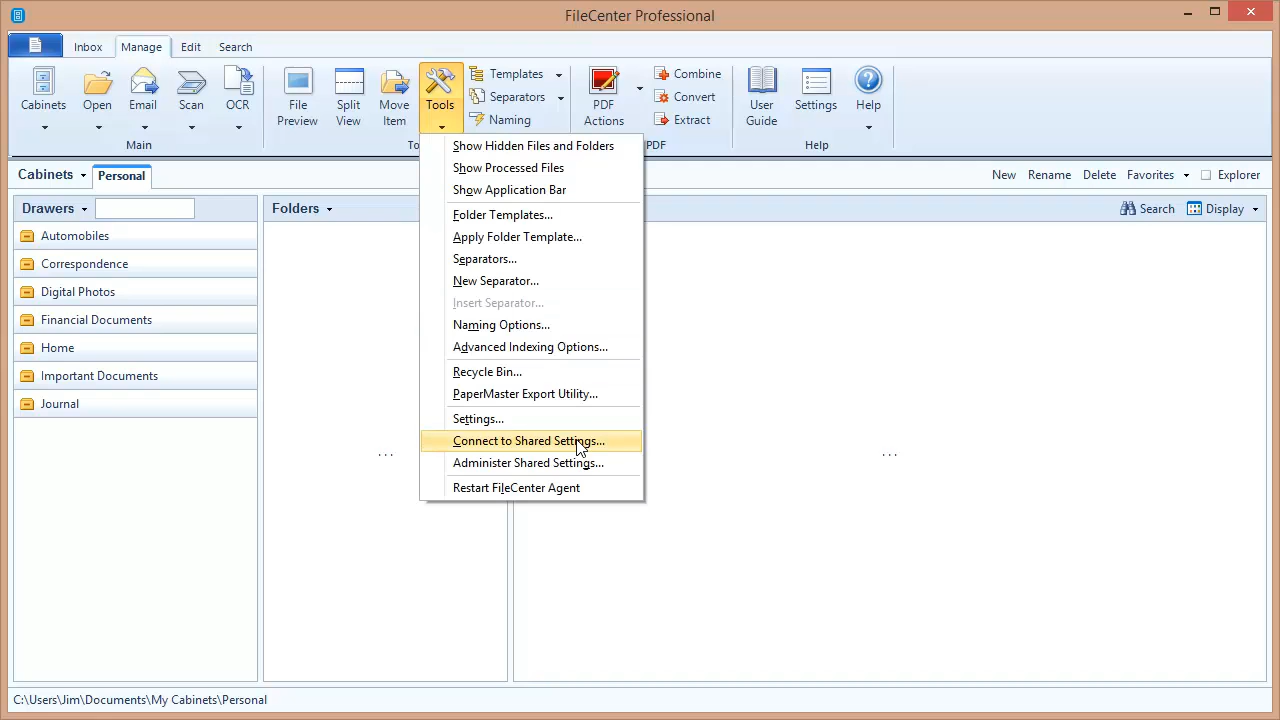 FileCenter Professional
Inbox Manage Edit Search
Cabinets Open Email Scan OCR File Preview Split View Move Item Tools Templates Separators Naming PDF Actions Combine Convert Extract User Guide Settings Help
Main To PDF Help
Cabinets Personal New Rename Delete Favorites Explorer
Drawers Folders Search Display
Automobiles
Correspondence
Digital Photos
Financial Documents
Home
Important Documents
Journal
Show Hidden Files and Folders
Show Processed Files
Show Application Bar
Folder Templates...
Apply Folder Template...
Separators...
New Separator...
Insert Separator...
Naming Options...
Advanced Indexing Options...
Recycle Bin...
PaperMaster Export Utility...
Settings...
Connect to Shared Settings...
Administer Shared Settings...
Restart FileCenter Agent
... ...
C:\Users\Jim\Documents\My Cabinets\Personal